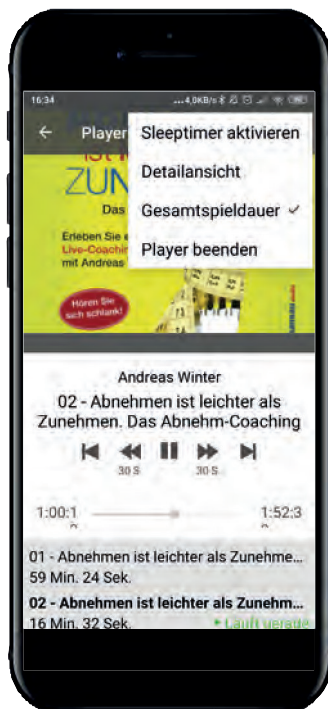 16:34 ...4,0KB/s
Player
Sleeptimer aktivieren
Detailansicht
Gesamtspieldauer ✓
Player beenden
ZUN
Das
Erleben Sie e
Live-Coachin
mit Andreas
Hören Sie
sich schlank!
Andreas Winter
02 - Abnehmen ist leichter als
Zunehmen. Das Abnehm-Coaching
30 S 30 S
1:00:1 1:52:3
01 - Abnehmen ist leichter als Zunehme...
59 Min. 24 Sek.
02 - Abnehmen ist leichter als Zunehm...
16 Min. 32 Sek. Läuft gerade